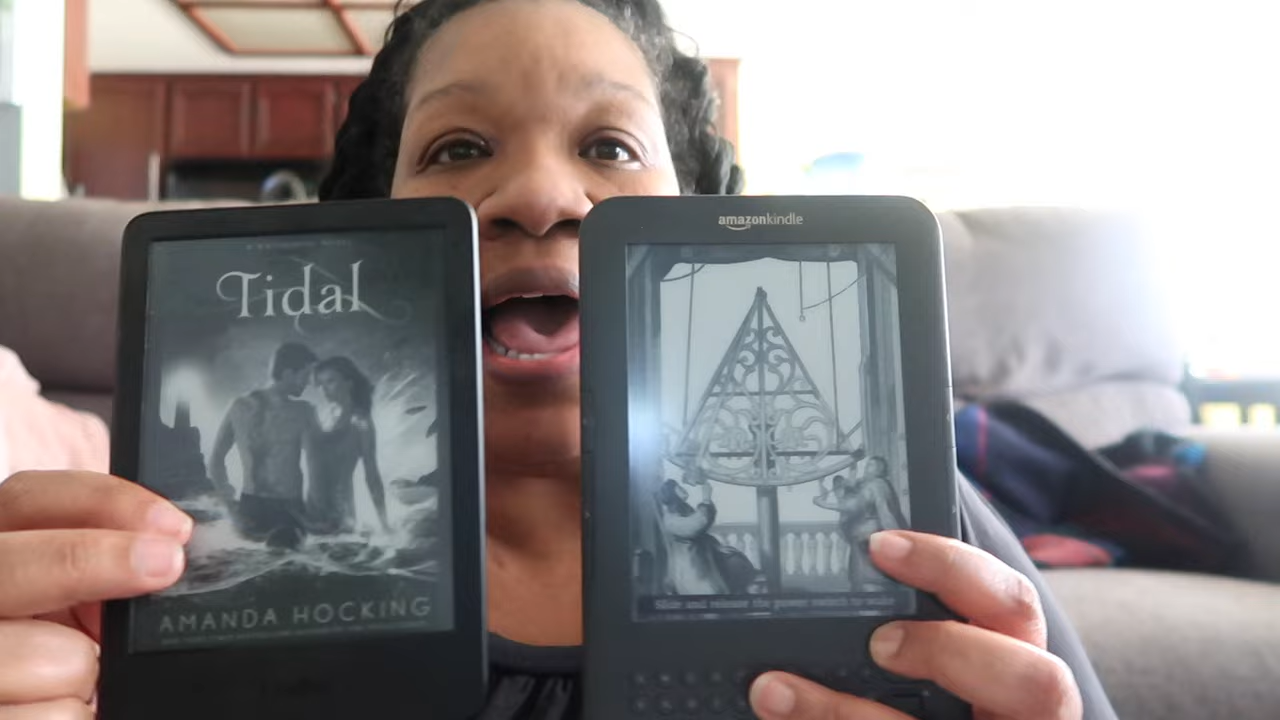 Tidal
AMANDA HOCKING
amazonkindle
Slide and release the power switch to wake